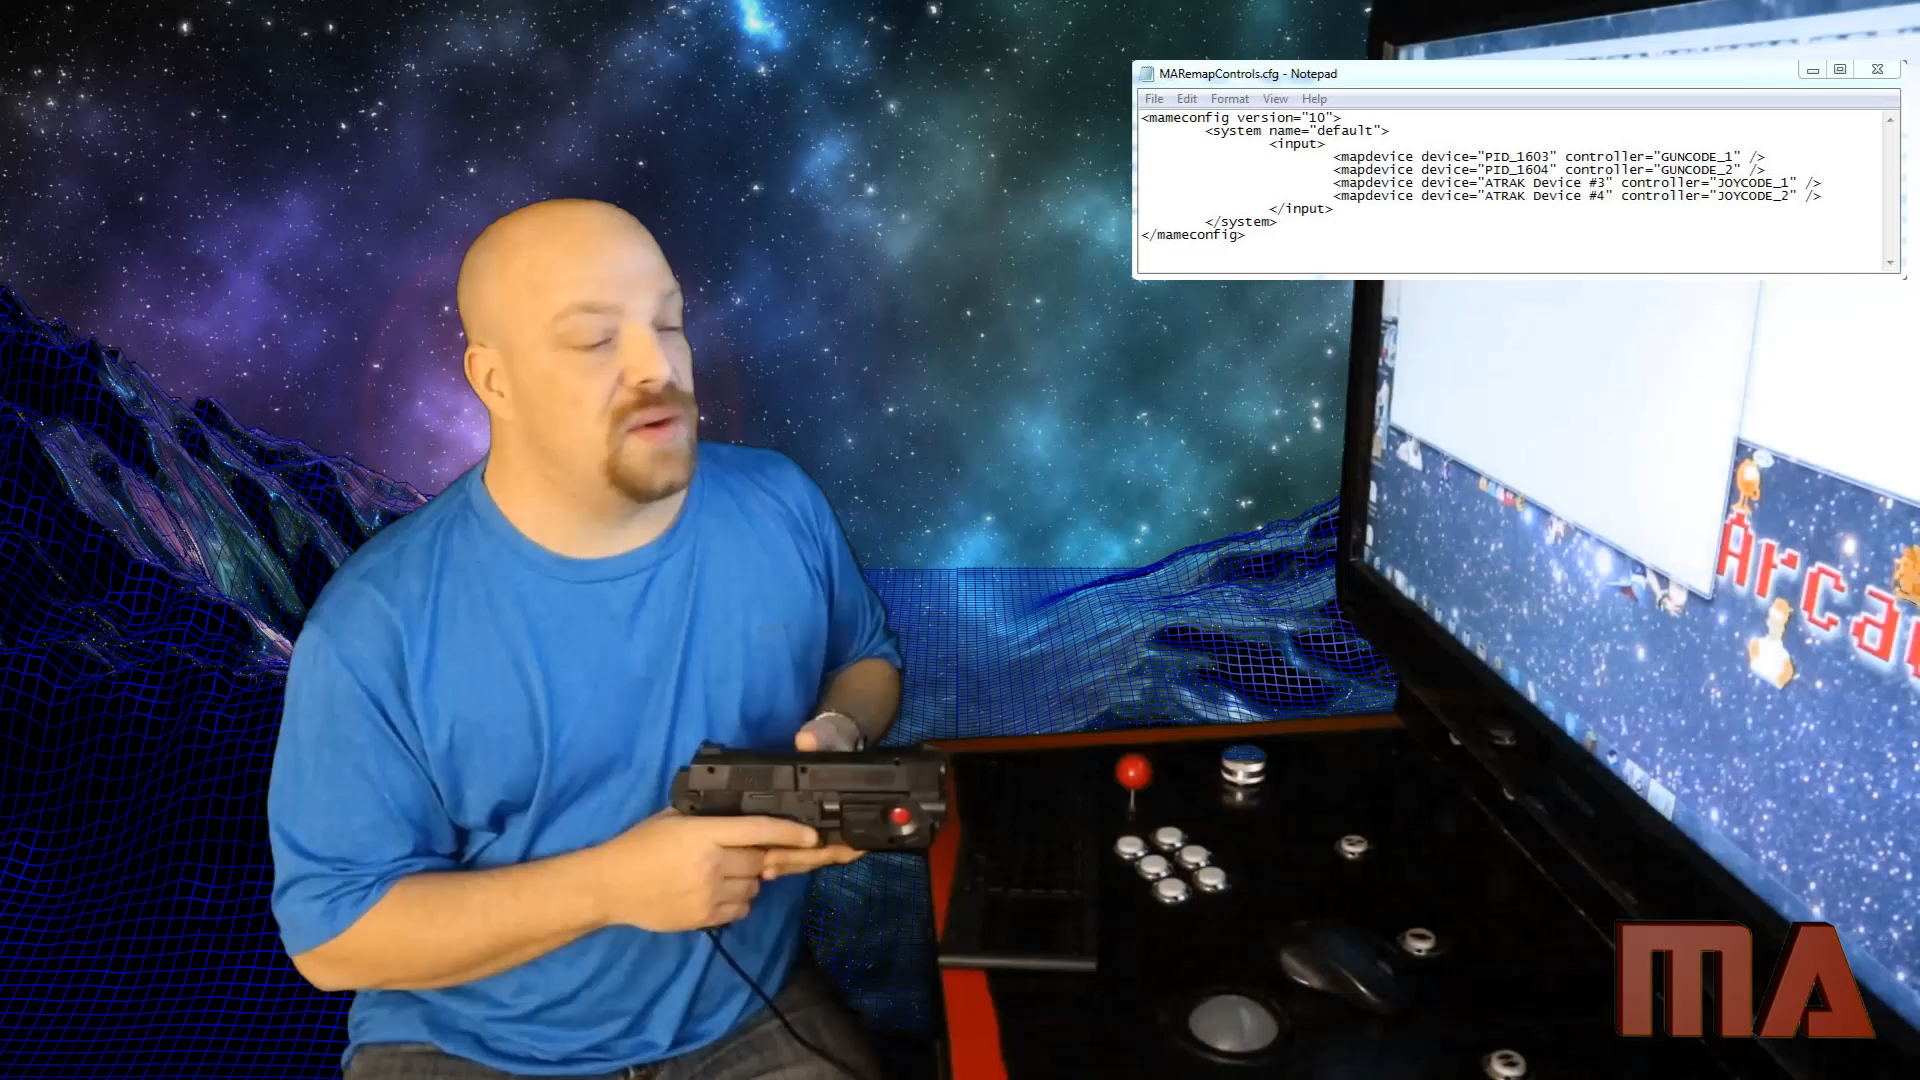 MARemapControls.cfg - Notepad
File Edit Format View Help
<mameconfig version="10">
<system name="default">
<input>
<mapdevice device="PID_1603" controller="GUNCODE_1" />
<mapdevice device="PID_1604" controller="GUNCODE_2" />
<mapdevice device="ATRAK Device #3" controller="JOYCODE_1" />
<mapdevice device="ATRAK Device #4" controller="JOYCODE_2" />
</input>
</system>
</mameconfig>
Arca
MA